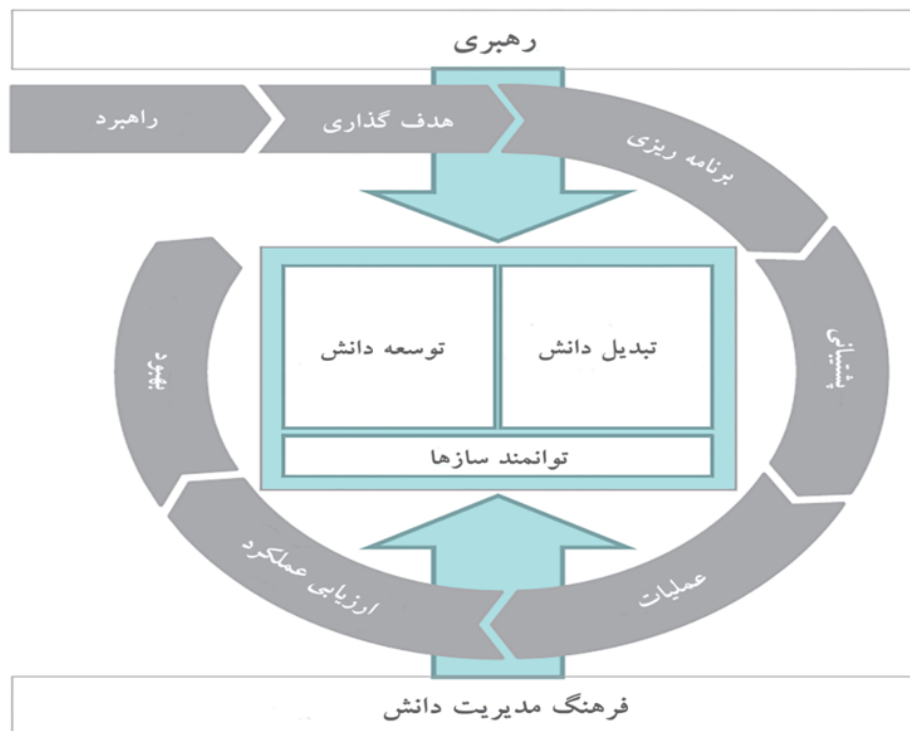 رهبری
راهبرد
هدف گذاری
برنامه ریزی
پشتیبانی
عملیات
ارزیابی عملکرد
بهبود
تبدیل دانش
توسعه دانش
توانمند سازها
فرهنگ مدیریت دانش